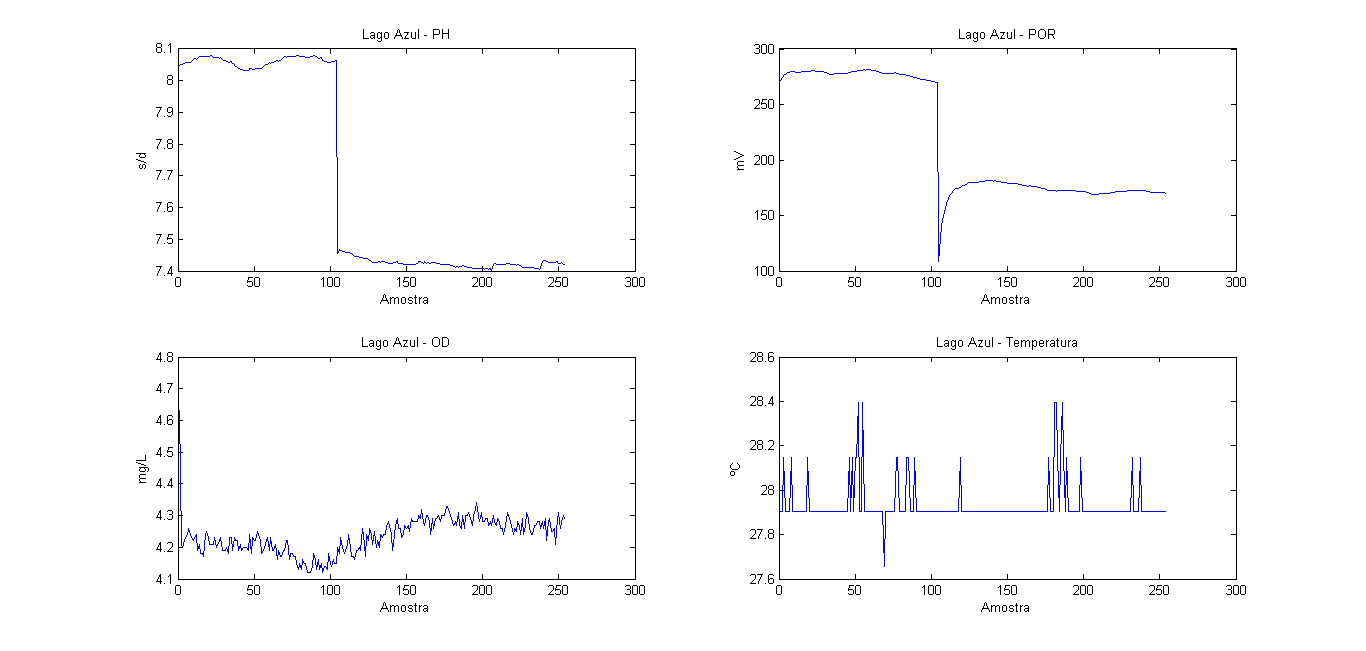 Lago Azul - PH
8.1
8
7.9
7.8
7.7
7.6
7.5
7.4
s/d
0 50 100 150 200 250 300
Amostra
Lago Azul - POR
300
250
200
150
100
mV
0 50 100 150 200 250 300
Amostra
Lago Azul - OD
4.8
4.7
4.6
4.5
4.4
4.3
4.2
4.1
mg/L
0 50 100 150 200 250 300
Amostra
Lago Azul - Temperatura
28.6
28.4
28.2
28
27.8
27.6
ºC
0 50 100 150 200 250 300
Amostra